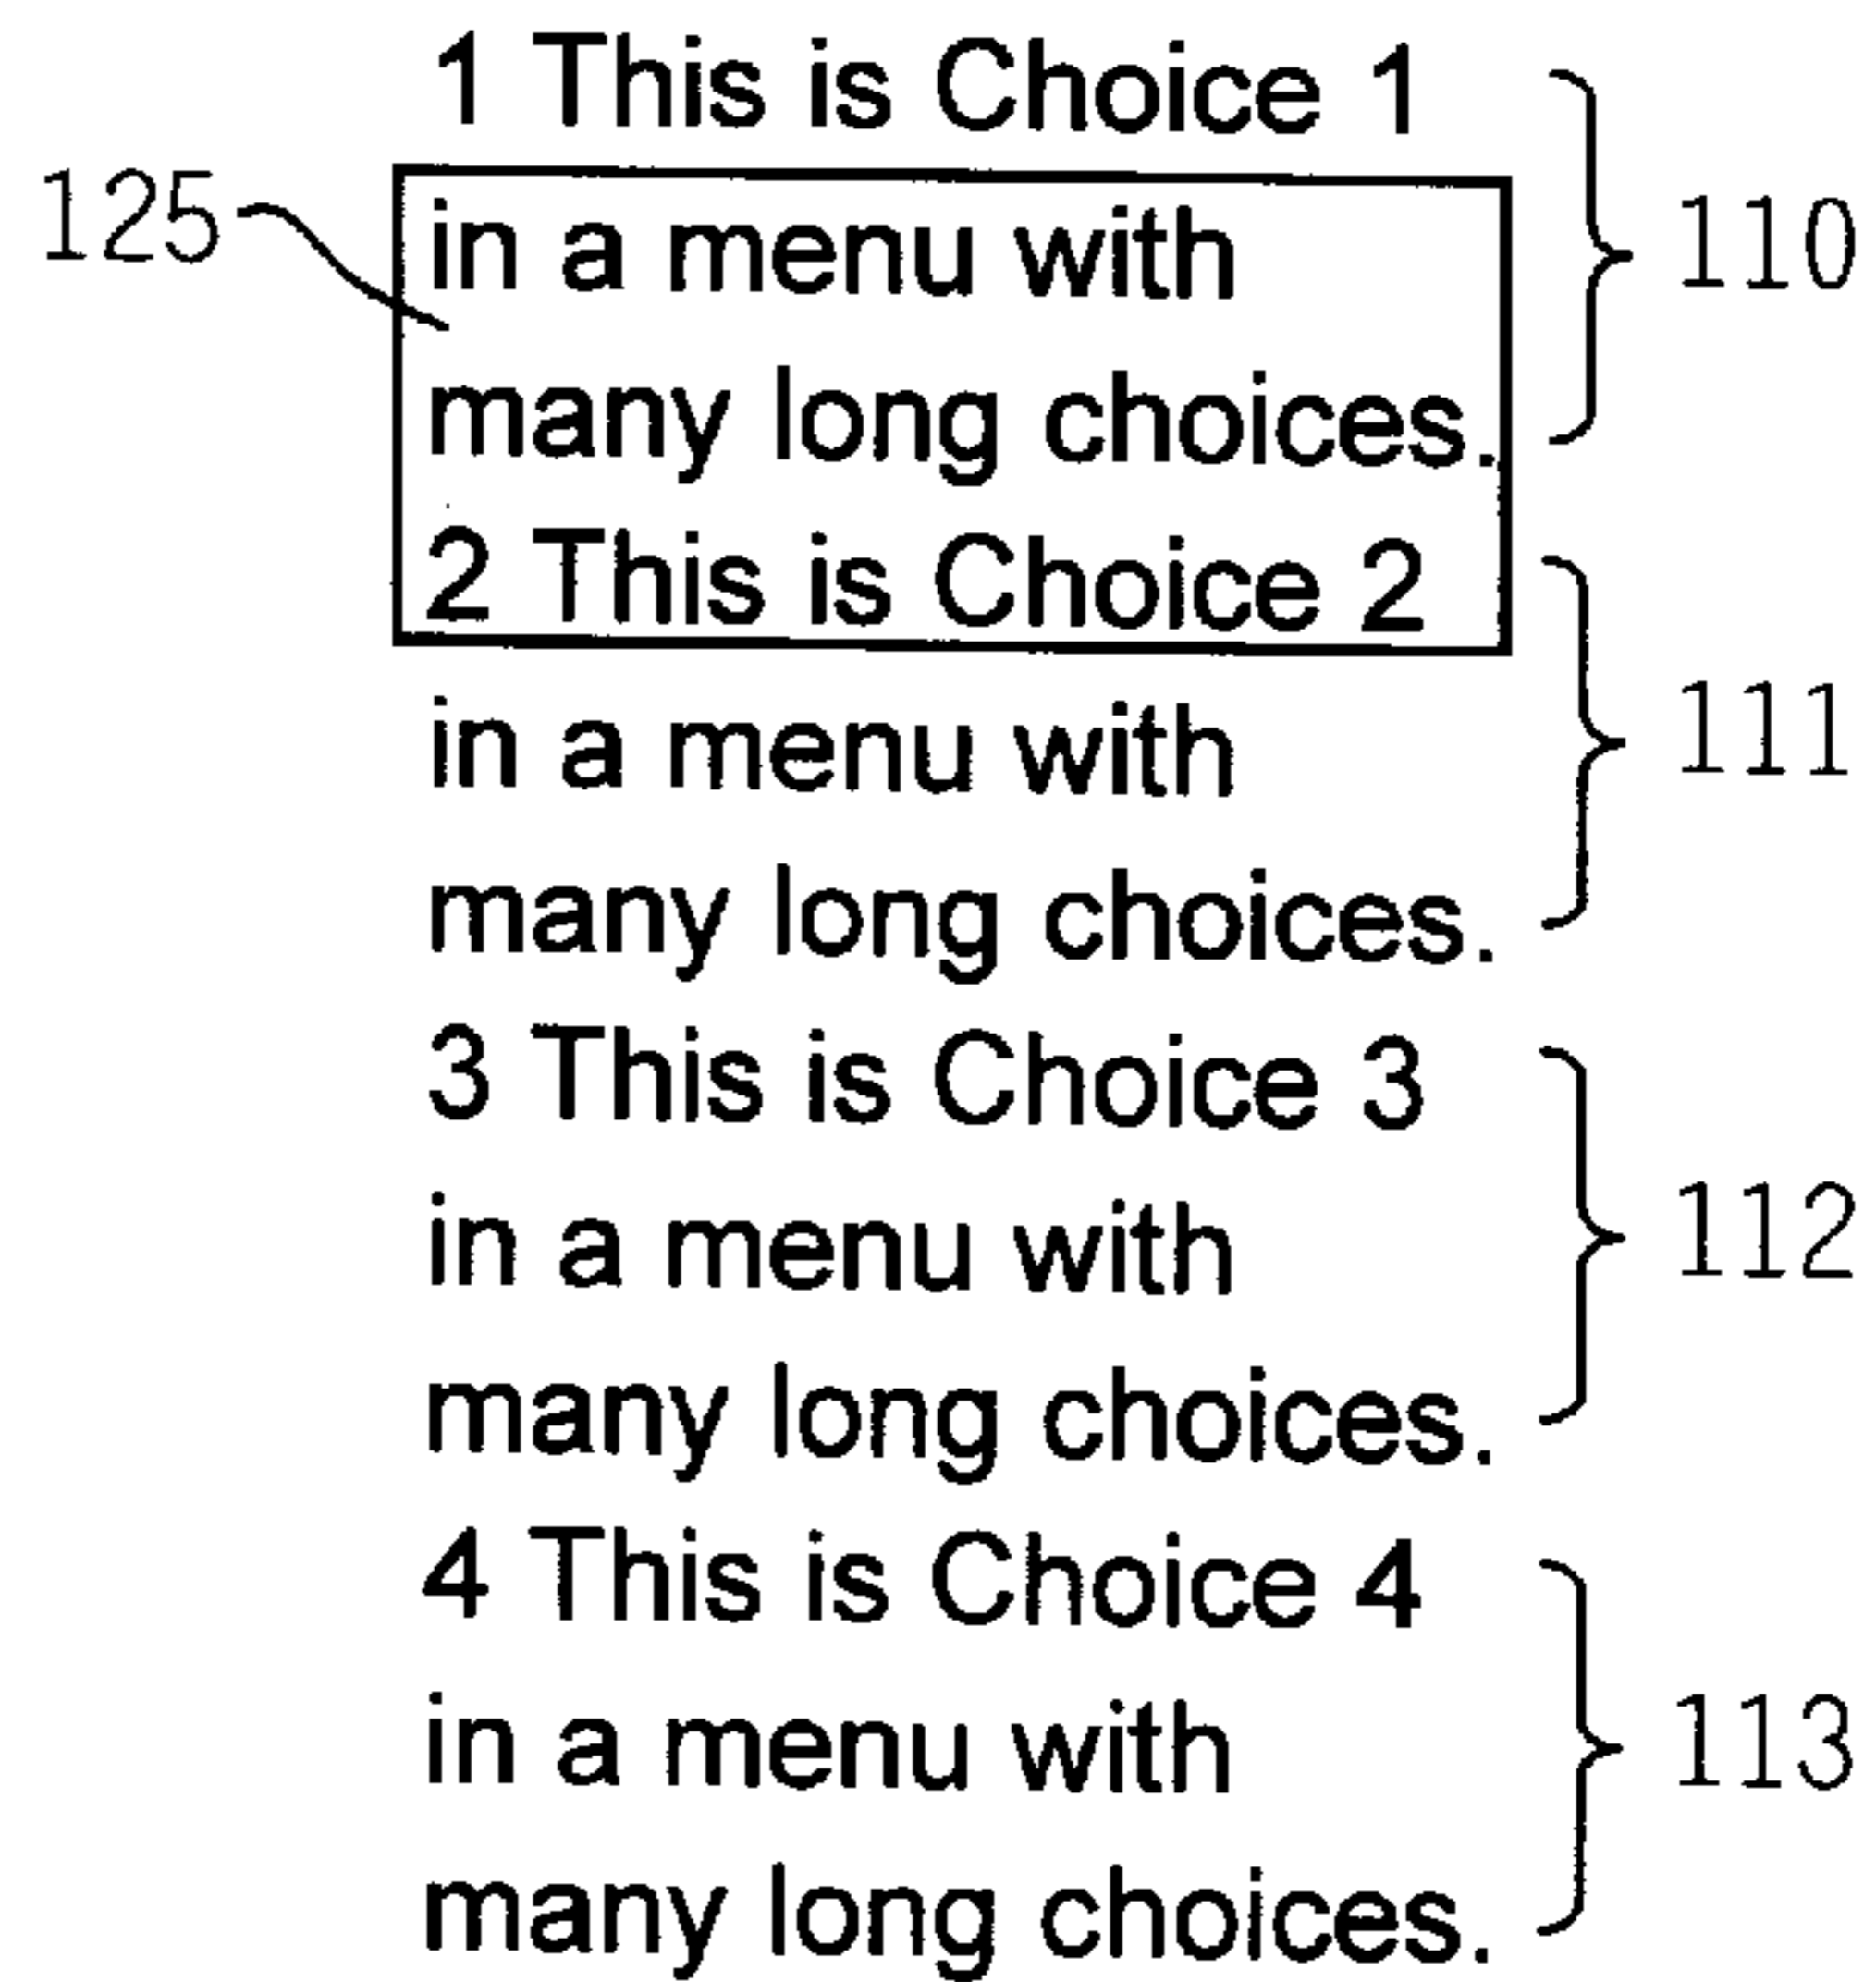 1 This is Choice 1
125 in a menu with 110
many long choices.
2 This is Choice 2
in a menu with 111
many long choices.
3 This is Choice 3
in a menu with 112
many long choices.
4 This is Choice 4
in a menu with 113
many long choices.